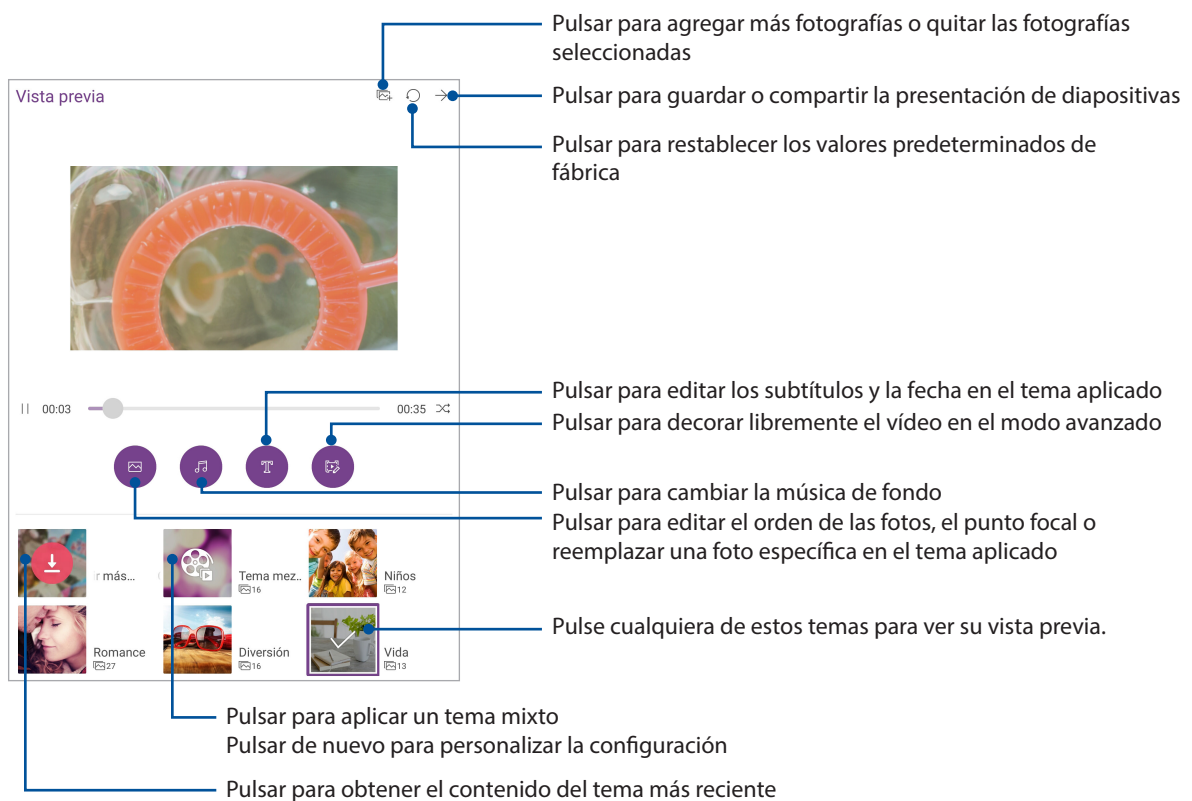 Pulsar para agregar más fotografías o quitar las fotografías
seleccionadas
Vista previa
Pulsar para guardar o compartir la presentación de diapositivas
Pulsar para restablecer los valores predeterminados de
fábrica
00:03
00:35
Pulsar para editar los subtítulos y la fecha en el tema aplicado
Pulsar para decorar libremente el vídeo en el modo avanzado
T
Pulsar para cambiar la música de fondo
Pulsar para editar el orden de las fotos, el punto focal o
reemplazar una foto específica en el tema aplicado
r más...
Tema mez..
16
Niños
12
Romance
27
Diversión
16
Vida
13
Pulse cualquiera de estos temas para ver su vista previa.
Pulsar para aplicar un tema mixto
Pulsar de nuevo para personalizar la configuración
Pulsar para obtener el contenido del tema más reciente